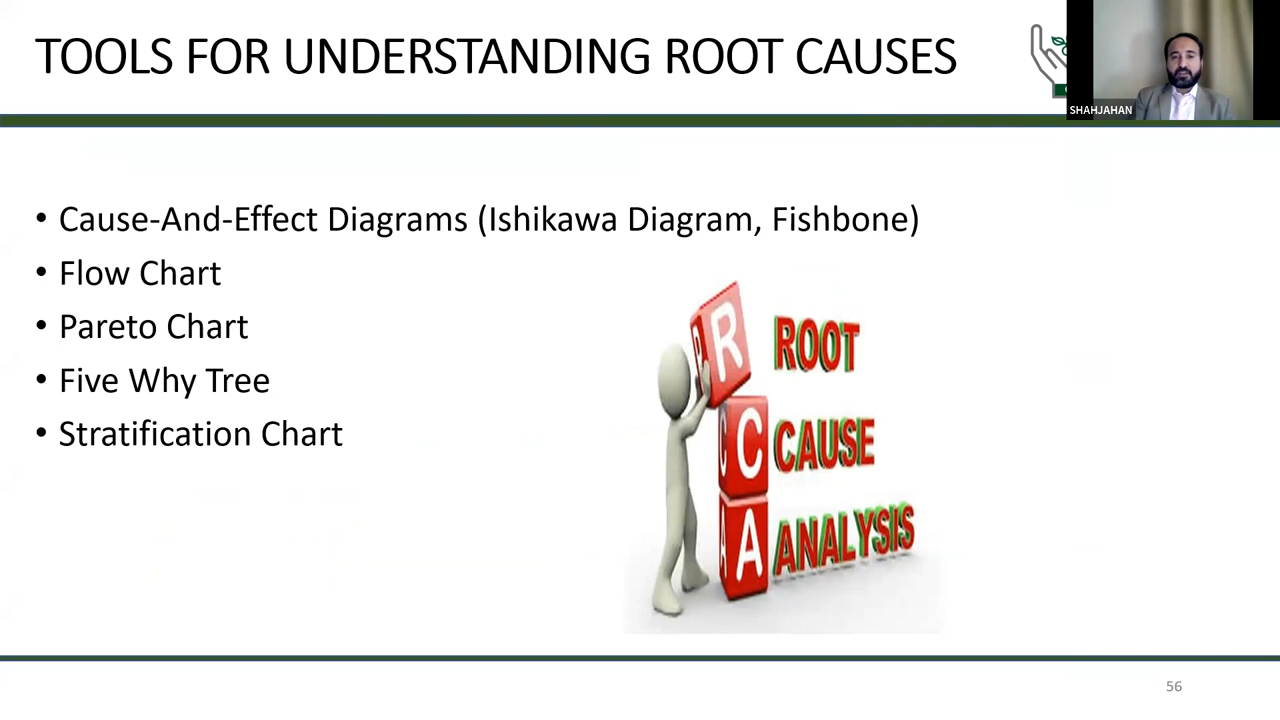 TOOLS FOR UNDERSTANDING ROOT CAUSES
SHAHJAHAN
• Cause-And-Effect Diagrams (Ishikawa Diagram, Fishbone)
• Flow Chart
• Pareto Chart
• Five Why Tree
• Stratification Chart
R ROOT
C C CAUSE
A A ANALYSIS
56